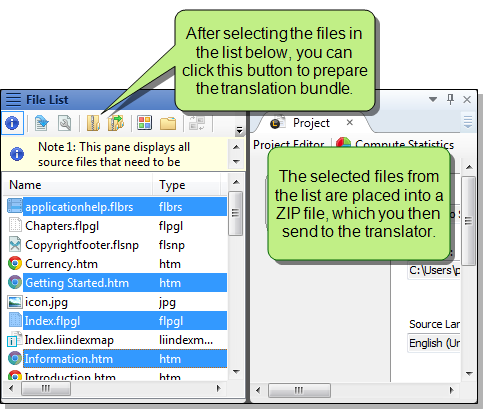 After selecting the files in
the list below, you can
click this button to prepare
the translation bundle.
File List
Note 1: This pane displays all
source files that need to be
Name Type
applicationhelp.flbrs flbrs
Chapters.flpgl flpgl
Copyrightfooter.flsnp flsnp
Currency.htm htm
Getting Started.htm htm
icon.jpg jpg
Index.flpgl flpgl
Index.liindexmap liindexm...
Information.htm htm
Introduction.htm htm
Project
Project Editor Compute Statistics
The selected files from
the list are placed into a
ZIP file, which you then
send to the translator.
C:\Users\p
Source Lan
English (Un